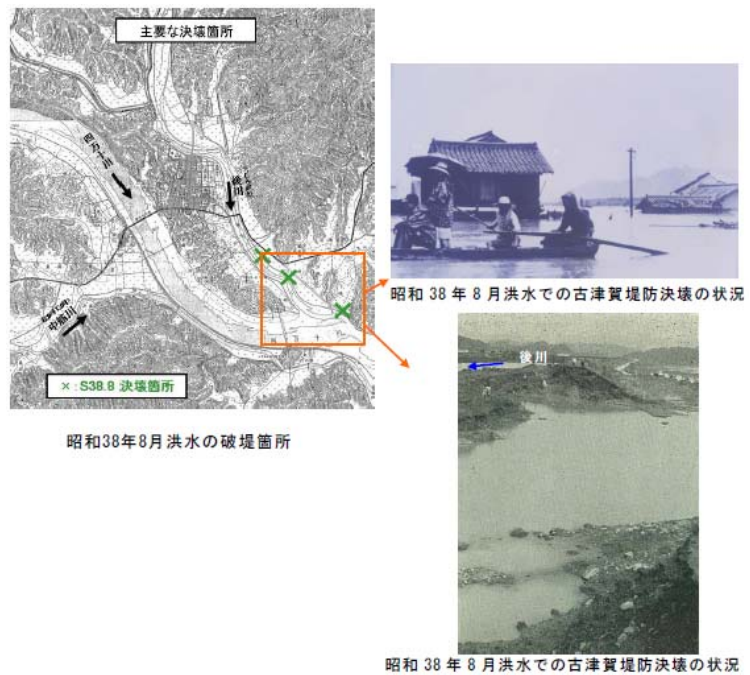 主要な決壊箇所
四万十川
後川
中筋川
×:S38.8 決壊箇所
昭和38年8月洪水の破堤箇所
昭和 38 年 8 月洪水での古津賀堤防決壊の状況
後川
昭和 38 年 8 月洪水での古津賀堤防決壊の状況